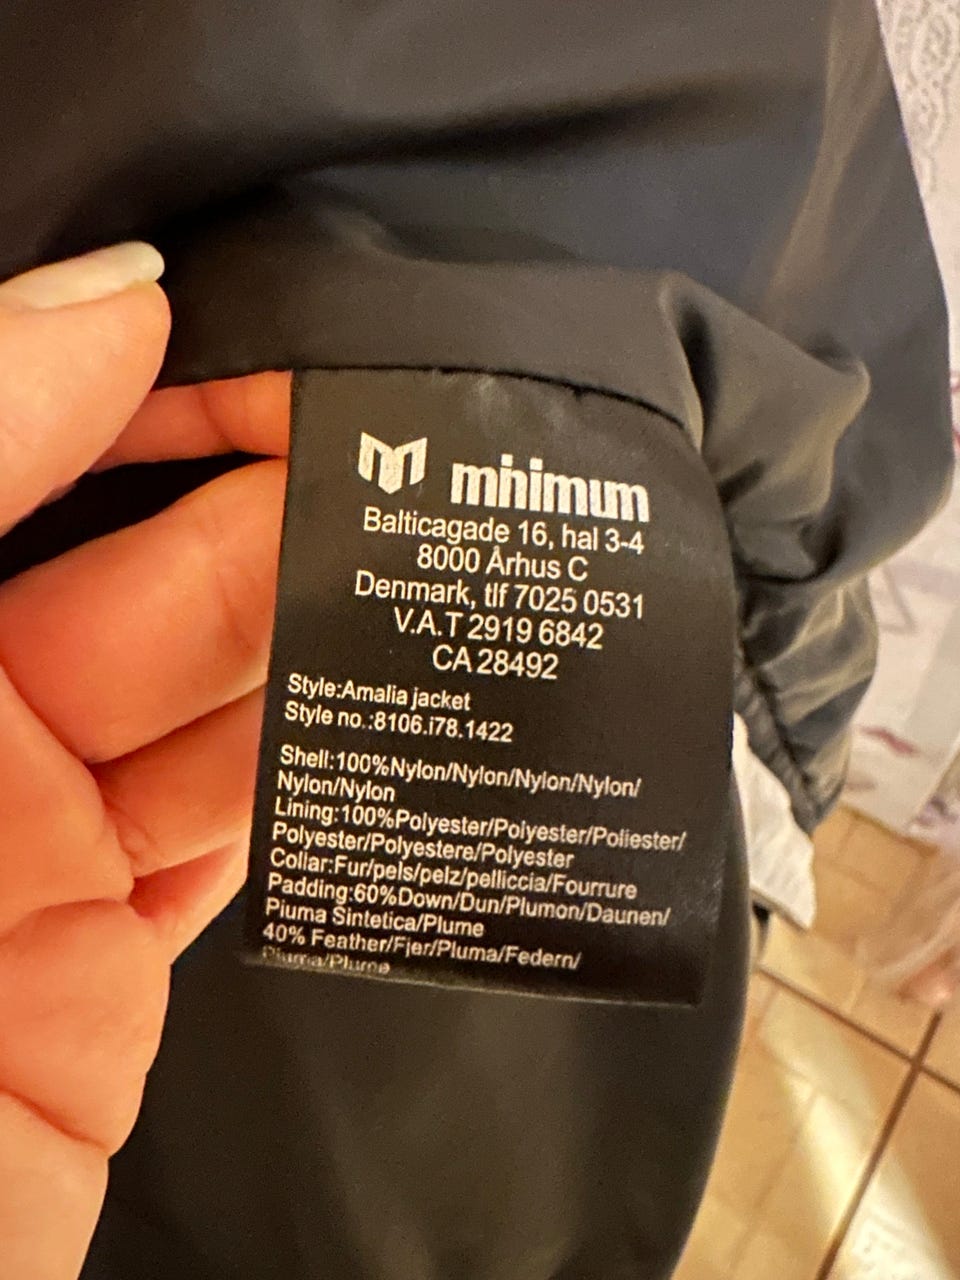 minimum
Balticagade 16, hal 3-4
8000 Århus C
Denmark, tlf 7025 0531
V.A.T 2919 6842
CA 28492
Style:Amalia jacket
Style no.:8106.i78.1422
Shell:100%Nylon/Nylon/Nylon/Nylon/
Nylon/Nylon
Lining:100%Polyester/Polyester/Poliester/
Polyester/Polyestere/Polyester
Collar:Fur/pels/pelz/pelliccia/Fourrure
Padding:60%Down/Dun/Plumon/Daunen/
Piuma Sintetica/Plume
40% Feather/Fjer/Pluma/Federn/
Piuma/Plume